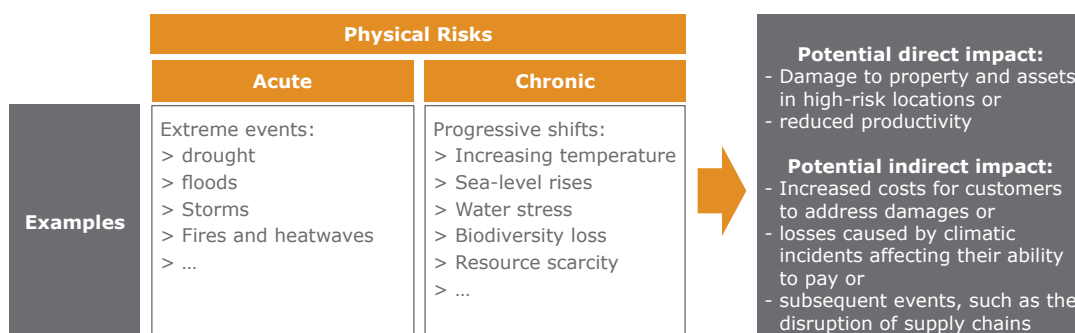 Physical Risks
Acute
Chronic
Examples
Extreme events:
> drought
> floods
> Storms
> Fires and heatwaves
> ...
Progressive shifts:
> Increasing temperature
> Sea-level rises
> Water stress
> Biodiversity loss
> Resource scarcity
> ...
Potential direct impact:
- Damage to property and assets
in high-risk locations or
- reduced productivity
Potential indirect impact:
- Increased costs for customers
to address damages or
- losses caused by climatic
incidents affecting their ability
to pay or
- subsequent events, such as the
disruption of supply chains